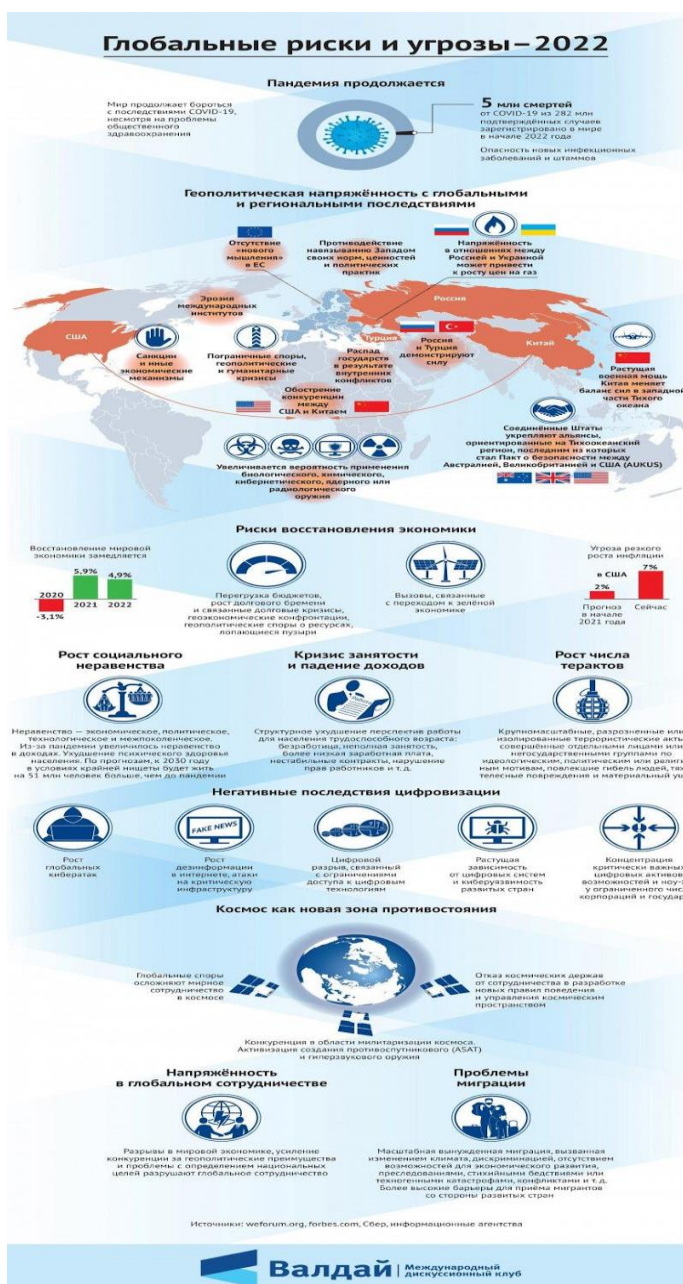 Глобальные риски и угрозы – 2022
Пандемия продолжается
Мир продолжает бороться
с последствиями COVID-19,
несмотря на проблемы
общественного
здравоохранения
5 млн смертей
от COVID-19 из 282 млн
подтверждённых случаев
зарегистрировано в мире
в начале 2022 года
Опасность новых инфекционных
заболеваний и штаммов
Геополитическая напряжённость с глобальными
и региональными последствиями
Отсутствие
«нового
мышления»
в ЕС
Противодействие
навязыванию Западом
своих норм, ценностей
и политических
практик
Напряжённость
в отношениях между
Россией и Украиной
может привести
к росту цен на газ
Эрозия
международных
институтов
Россия
США
Турция
Китай
Санкции
и иные
экономические
механизмы
Пограничные споры,
геополитические
и гуманитарные
кризисы
Распад
государств
в результате
внутренних
конфликтов
Россия
и Турция
демонстрируют
силу
Растущая
военная мощь
Китая меняет
баланс сил в западной
части Тихого
океана
Обострение
конкуренции
между
США и Китаем
Соединённые Штаты
укрепляют альянсы,
ориентированные на Тихоокеанский
регион, последним из которых
стал Пакт о безопасности между
Австралией, Великобританией и США (AUKUS)
Увеличивается вероятность применения
биологического, химического,
кибернетического, ядерного или
радиологического
оружия
Риски восстановления экономики
Восстановление мировой
экономики замедляется
5,9%
4,9%
2020
2021
2022
-3,1%
Перегрузка бюджетов,
рост долгового бремени
и связанные долговые кризисы,
геоэкономические конфронтации,
геополитические споры о ресурсах,
лопающиеся пузыри
Вызовы, связанные
с переходом к зелёной
экономике
Угроза резкого
роста инфляции
в США
7%
2%
Прогноз
в начале
2021 года
Сейчас
Рост социального
неравенства
Неравенство — экономическое, политическое,
технологическое и межпоколенческое.
Из-за пандемии увеличилось неравенство
в доходах. Ухудшение психического здоровья
населения. По прогнозам, к 2030 году
в условиях крайней нищеты будет жить
на 51 млн человек больше, чем до пандемии
Кризис занятости
и падение доходов
Структурное ухудшение перспектив работы
для населения трудоспособного возраста:
безработица, неполная занятость,
более низкая заработная плата,
нестабильные контракты, нарушение
прав работников и т. д.
Рост числа
терактов
Крупномасштабные, разрозненные или
изолированные террористические акты
совершённые отдельными лицами или
негосударственными группами по
идеологическим, политическим или религи
ным мотивам, повлекшие гибель людей, тяж
телесные повреждения и материальный ущ
Негативные последствия цифровизации
FAKE NEWS
Рост
глобальных
кибератак
Рост
дезинформации
в интернете, атаки
на критическую
инфраструктуру
Цифровой
разрыв, связанный
с ограничениями
доступа к цифровым
технологиям
Растущая
зависимость
от цифровых систем
и киберуязвимость
развитых стран
Концентрация
критически важных
цифровых активов
возможностей и ноу-х
у ограниченного числ
корпораций и государ
Космос как новая зона противостояния
Глобальные споры
осложняют мирное
сотрудничество
в космосе
Отказ космических держав
от сотрудничества в разработке
новых правил поведения
и управления космическим
пространством
Конкуренция в области милитаризации космоса.
Активизация создания противоспутникового (ASAT)
и гиперзвукового оружия
Напряжённость
в глобальном сотрудничестве
Разрывы в мировой экономике, усиление
конкуренции за геополитические преимущества
и проблемы с определением национальных
целей разрушают глобальное сотрудничество
Проблемы
миграции
Масштабная вынужденная миграция, вызванная
изменением климата, дискриминацией, отсутствием
возможностей для экономического развития,
преследованиями, стихийными бедствиями или
техногенными катастрофами, конфликтами и т. д.
Более высокие барьеры для приёма мигрантов
со стороны развитых стран
Источники: weforum.org, forbes.com, Сбер, информационные агентства
Валдай | Международный
дискуссионный клуб